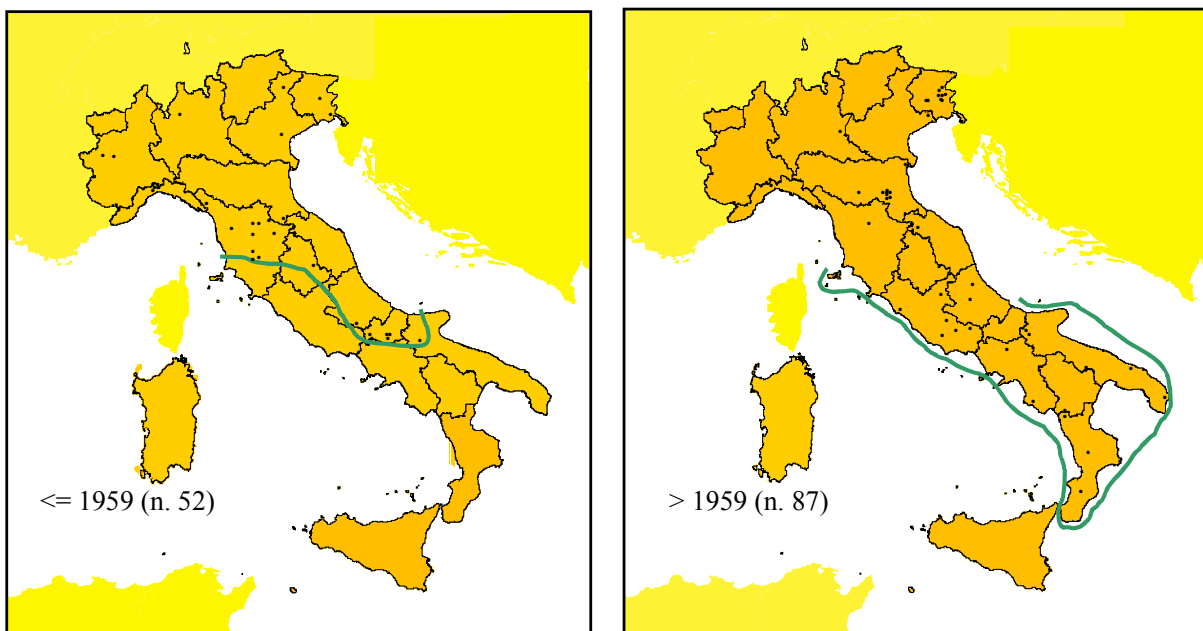 <= 1959 (n. 52)
> 1959 (n. 87)